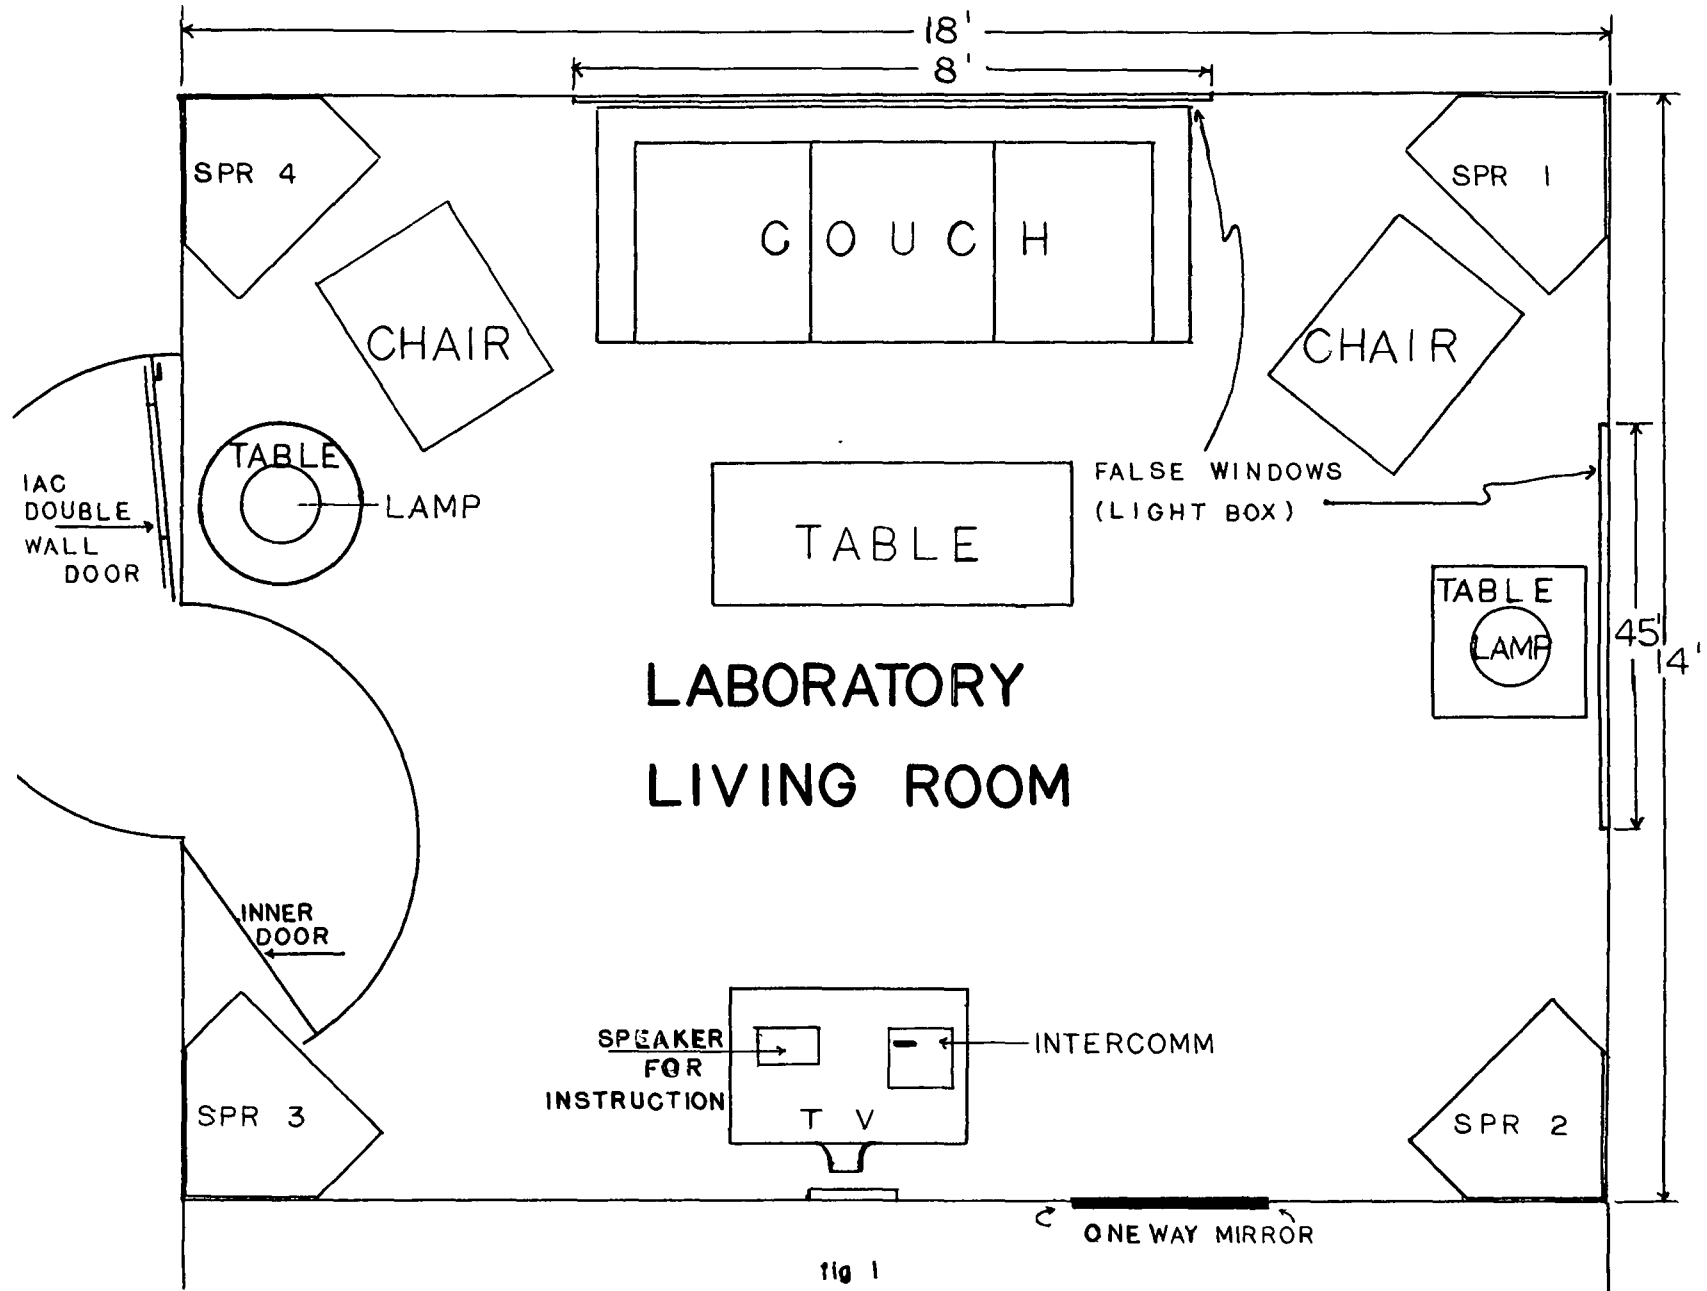 18'
8'
SPR 4
SPR 1
COUCH
CHAIR
CHAIR
TABLE
LAMP
IAC
DOUBLE
WALL
DOOR
FALSE WINDOWS
(LIGHT BOX)
TABLE
TABLE
LAMP
45'
14'
LABORATORY
LIVING ROOM
INNER
DOOR
SPEAKER
FOR
INSTRUCTION
INTERCOMM
T V
SPR 3
SPR 2
ONE WAY MIRROR
fig 1